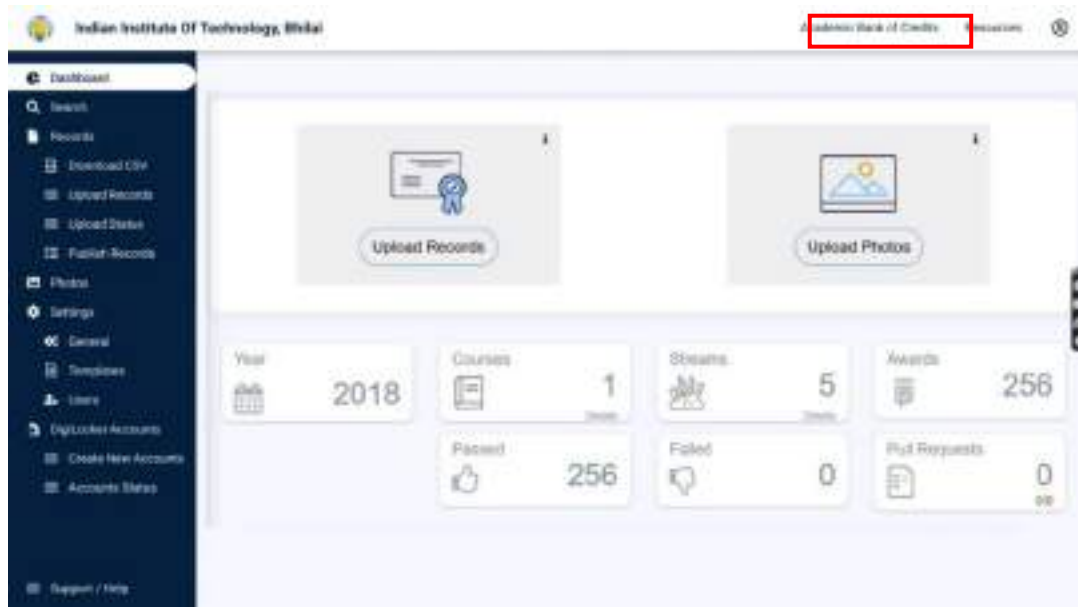 Indian Institute Of Technology, Bhilai
Academic Bank of Credits
Resources
Dashboard
Search
Records
Download CSV
Upload Records
Upload Status
Publish Records
Photos
Settings
General
Templates
Users
DigiLocker Accounts
Create New Accounts
Accounts Status
Support / Help
Upload Records
Upload Photos
Year
2018
Courses
1
Details
Streams
5
Details
Awards
256
Passed
256
Failed
0
Pull Requests
0